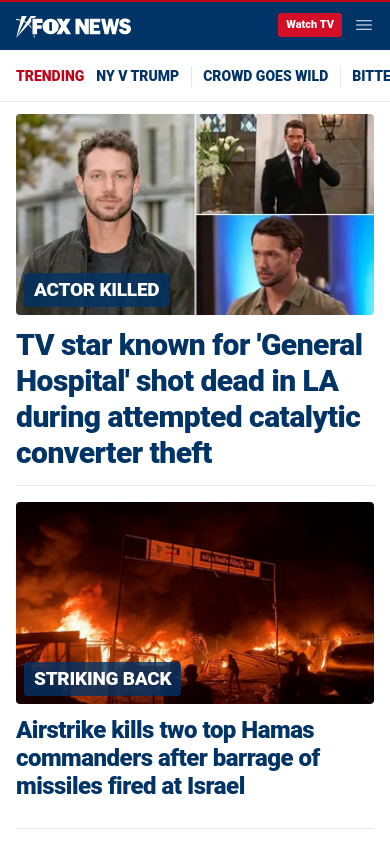 FOX NEWS
Watch TV
TRENDING NY V TRUMP CROWD GOES WILD BITTE
ACTOR KILLED
TV star known for 'General
Hospital' shot dead in LA
during attempted catalytic
converter theft
STRIKING BACK
Airstrike kills two top Hamas
commanders after barrage of
missiles fired at Israel